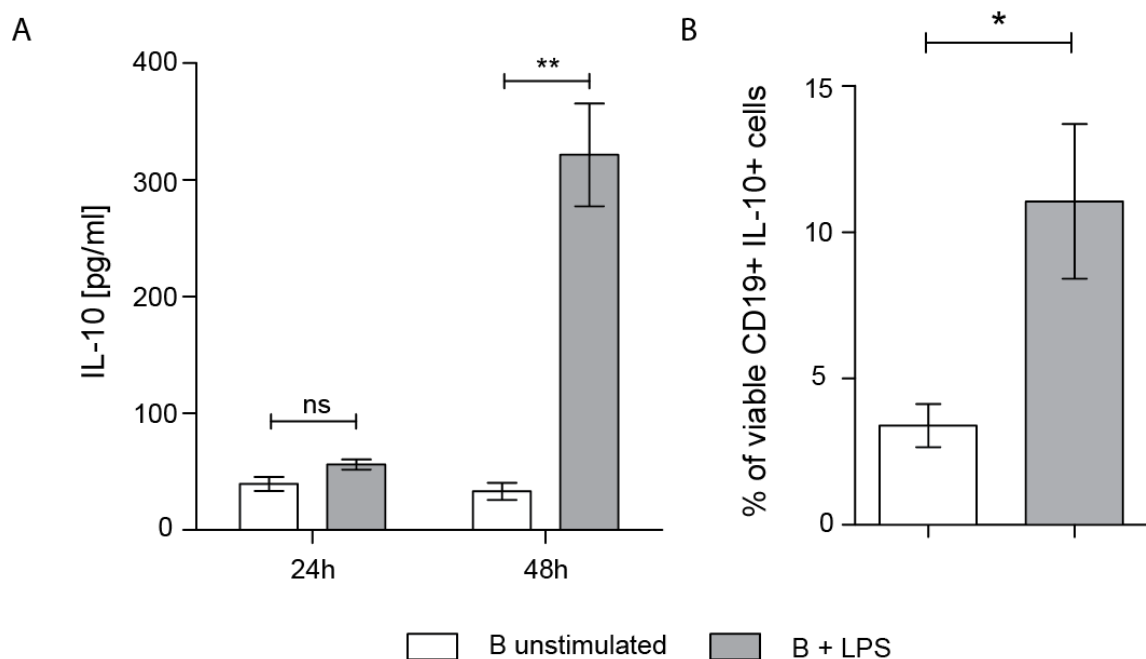 A
IL-10 [pg/ml]
400
300
200
100
0
ns
**
24h
48h
B
% of viable CD19+ IL-10+ cells
15
10
5
0
*
B unstimulated
B + LPS